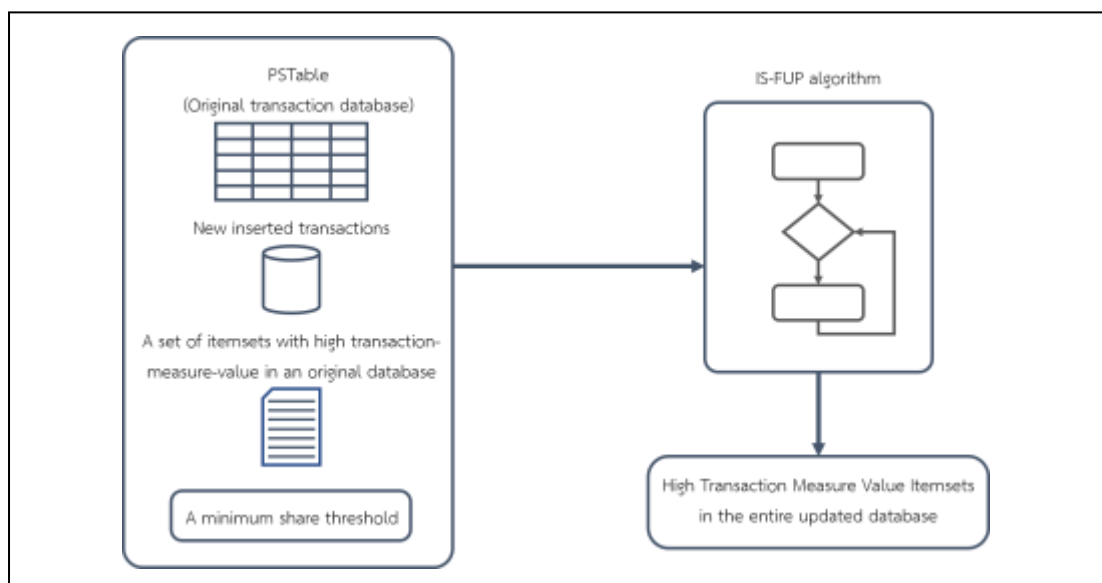 PSTable
(Original transaction database)
New inserted transactions
A set of itemsets with high transaction-
measure-value in an original database
A minimum share threshold
IS-FUP algorithm
High Transaction Measure Value Itemsets
in the entire updated database